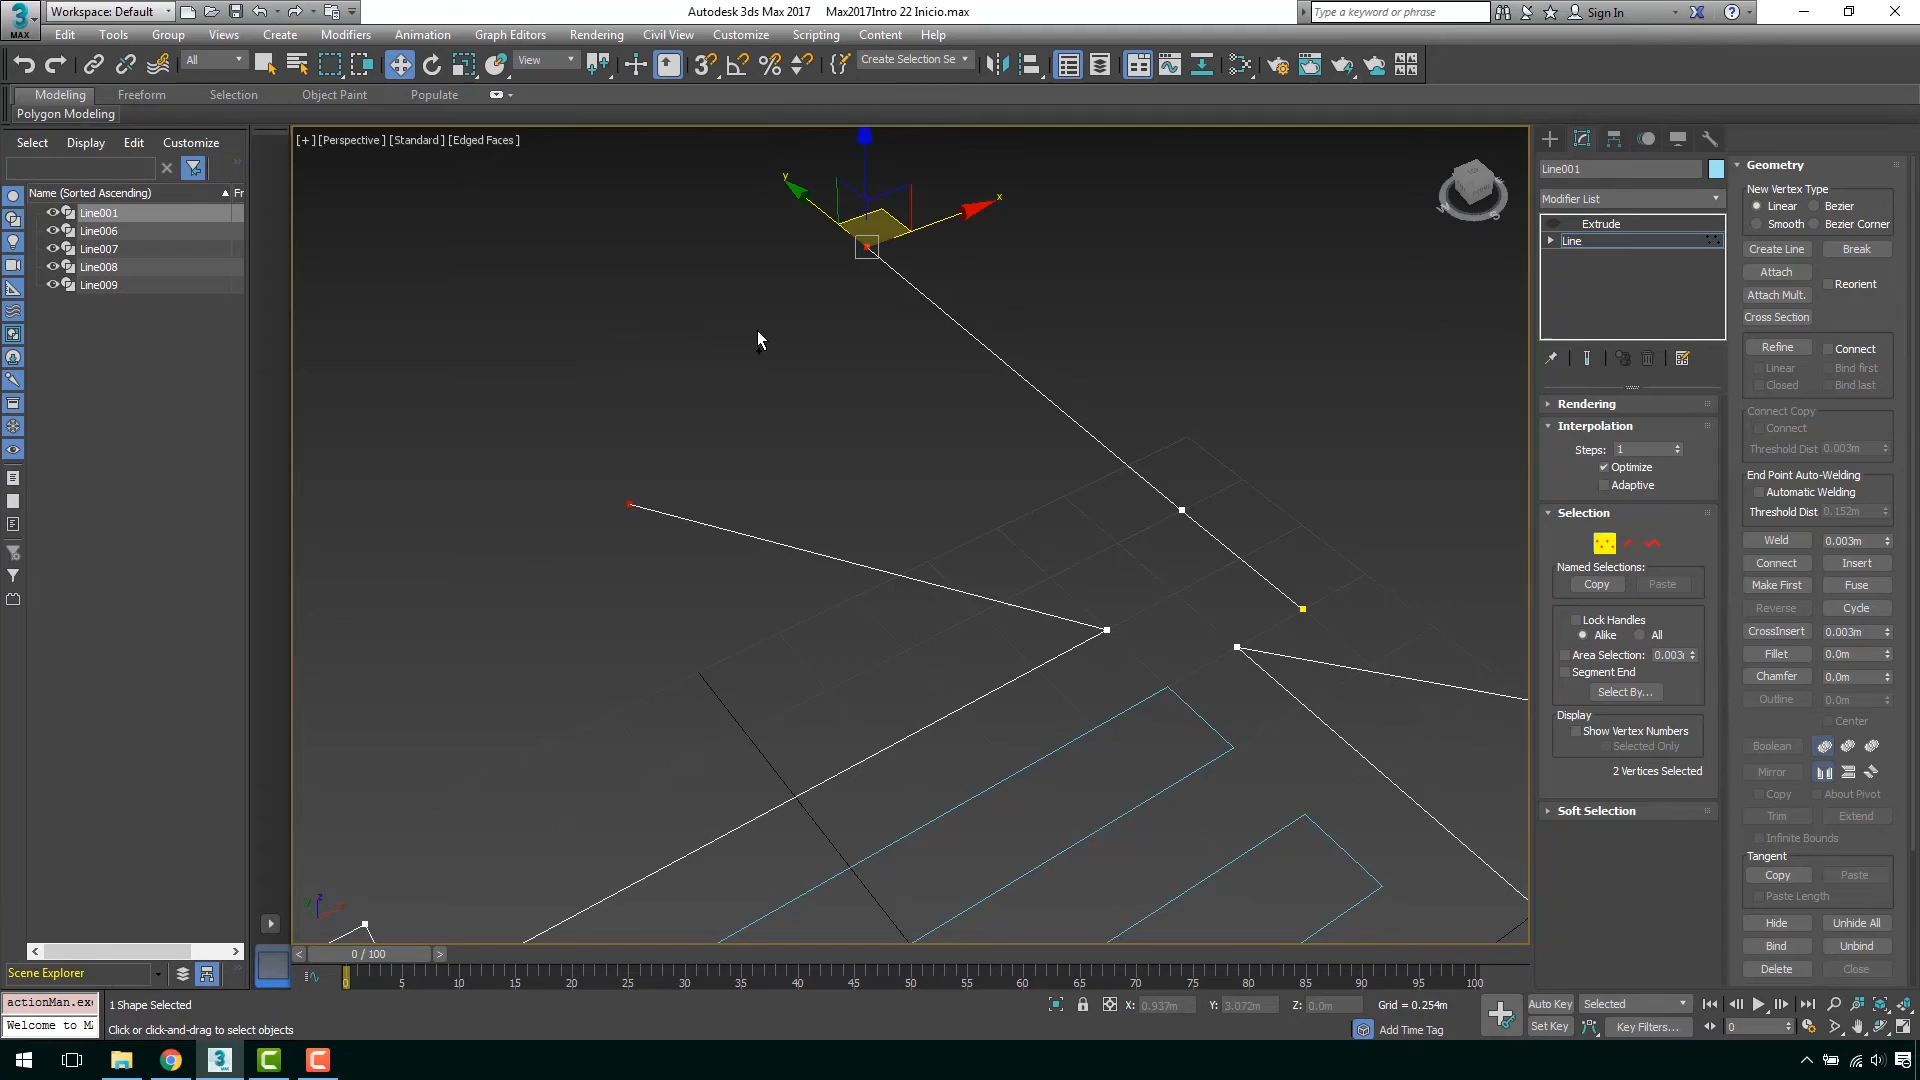 MAX
Workspace: Default
Autodesk 3ds Max 2017 Max2017Intro 22 Inicio.max
Type a keyword or phrase
Sign In
Edit Tools Group Views Create Modifiers Animation Graph Editors Rendering Civil View Customize Scripting Content Help
All
View
Create Selection Se
Modeling Freeform Selection Object Paint Populate
Polygon Modeling
Select Display Edit Customize
Name (Sorted Ascending) Fr
Line001
Line006
Line007
Line008
Line009
[+] [Perspective] [Standard] [Edged Faces]
y
x
z
Line001
Modifier List
Extrude
Line
Rendering
Interpolation
Steps: 1
Optimize
Adaptive
Selection
Named Selections:
Copy Paste
Lock Handles
Alike All
Area Selection: 0.003
Segment End
Select By...
Display
Show Vertex Numbers
Selected Only
2 Vertices Selected
Soft Selection
Geometry
New Vertex Type
Linear Bezier
Smooth Bezier Corner
Create Line Break
Attach
Reorient
Attach Mult.
Cross Section
Refine Connect
Linear Bind first
Closed Bind last
Connect Copy
Connect
Threshold Dist 0.003m
End Point Auto-Welding
Automatic Welding
Threshold Dist 0.152m
Weld 0.003m
Connect Insert
Make First Fuse
Reverse Cycle
CrossInsert 0.003m
Fillet 0.0m
Chamfer 0.0m
Outline 0.0m
Center
Boolean
Mirror
Copy About Pivot
Trim Extend
Infinite Bounds
Tangent
Copy Paste
Paste Length
Hide Unhide All
Bind Unbind
Delete Close
Scene Explorer
< 0 / 100 >
0 5 10 15 20 25 30 35 40 45 50 55 60 65 70 75 80 85 90 95 100
actionMan.exe
Welcome to M
1 Shape Selected
Click or click-and-drag to select objects
X: 0.937m Y: 3.072m Z: 0.0m Grid = 0.254m
Add Time Tag
Auto Key Selected
Set Key Key Filters...
0